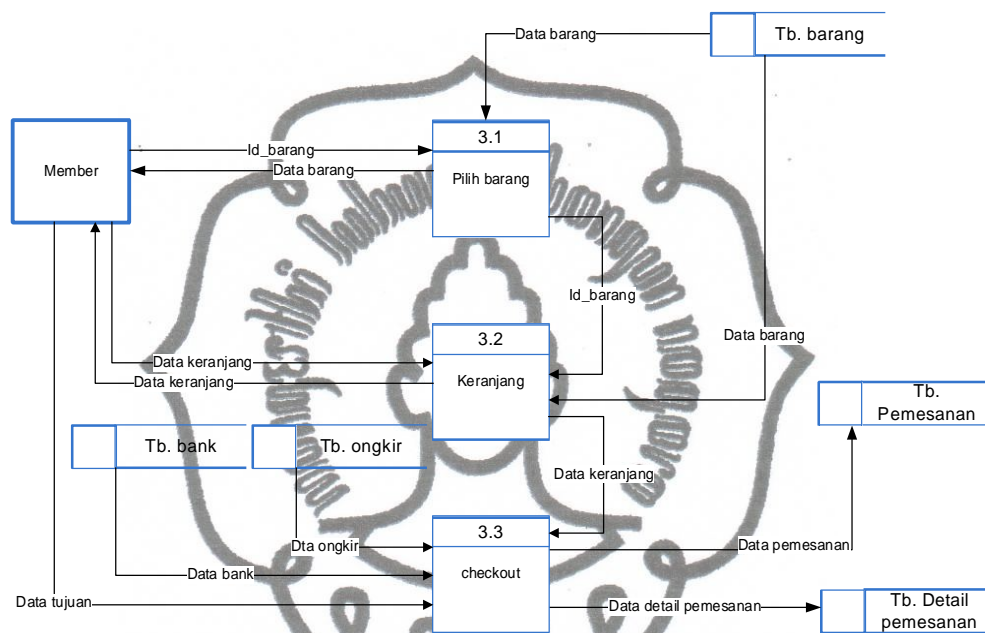 Data barang
Tb. barang
3.1
Member
Id_barang
Data barang
Pilih barang
Id_barang
3.2
Data barang
Data keranjang
Data keranjang
Keranjang
Tb.
Pemesanan
Tb. bank
Tb. ongkir
Data keranjang
3.3
Dta ongkir
Data pemesanan
Data bank
checkout
Data tujuan
Data detail pemesanan
Tb. Detail
pemesanan